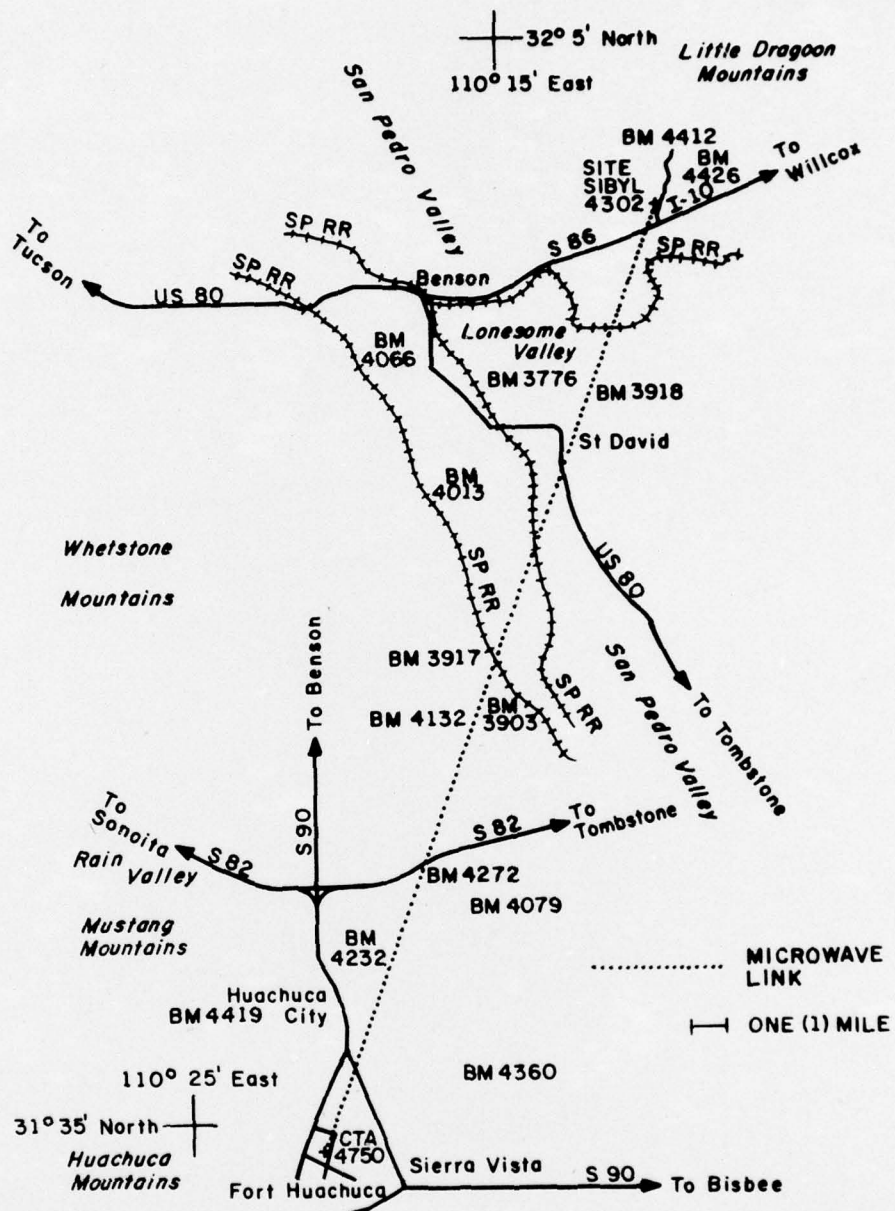 32° 5' North
110° 15' East
Little Dragoon
Mountains
San Pedro Valley
BM 4412
BM
4426
To
Willcox
SITE
SIBYL
4302
I-10
S 86
SP RR
SP RR
SP RR
To
Tucson
US 80
Benson
Lonesome
Valley
BM
4066
BM 3776
BM 3918
St David
BM
4013
Whetstone
Mountains
SP RR
US 80
BM 3917
To Benson
BM 4132
BM
3903
SP RR
San Pedro Valley
To Tombstone
To
Sonoita
S 82
S 90
S 82
To
Tombstone
Rain
Valley
BM 4272
BM 4079
Mustang
Mountains
BM
4232
MICROWAVE
LINK
Huachuca
City
BM 4419
ONE (1) MILE
110° 25' East
BM 4360
31° 35' North
CTA
4750
Huachuca
Mountains
Fort Huachuca
Sierra Vista
S 90
To Bisbee